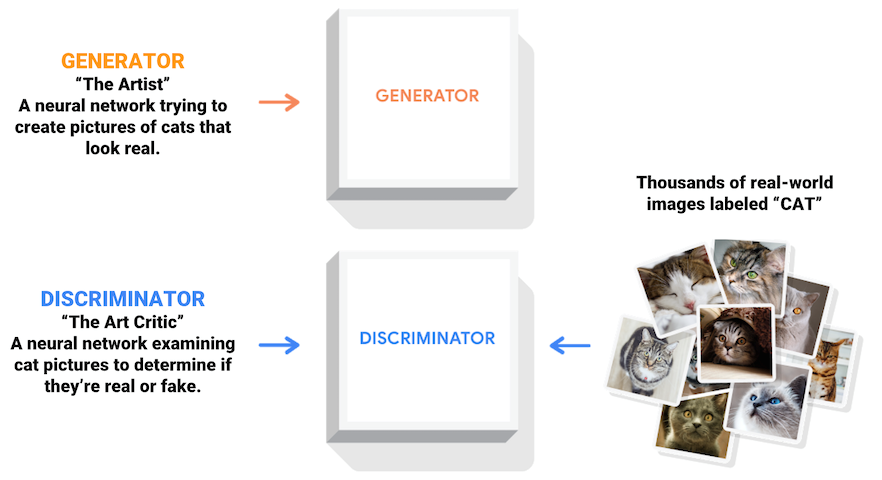 GENERATOR
“The Artist”
A neural network trying to
create pictures of cats that
look real.
GENERATOR
Thousands of real-world
images labeled “CAT”
DISCRIMINATOR
“The Art Critic”
A neural network examining
cat pictures to determine if
they’re real or fake.
DISCRIMINATOR